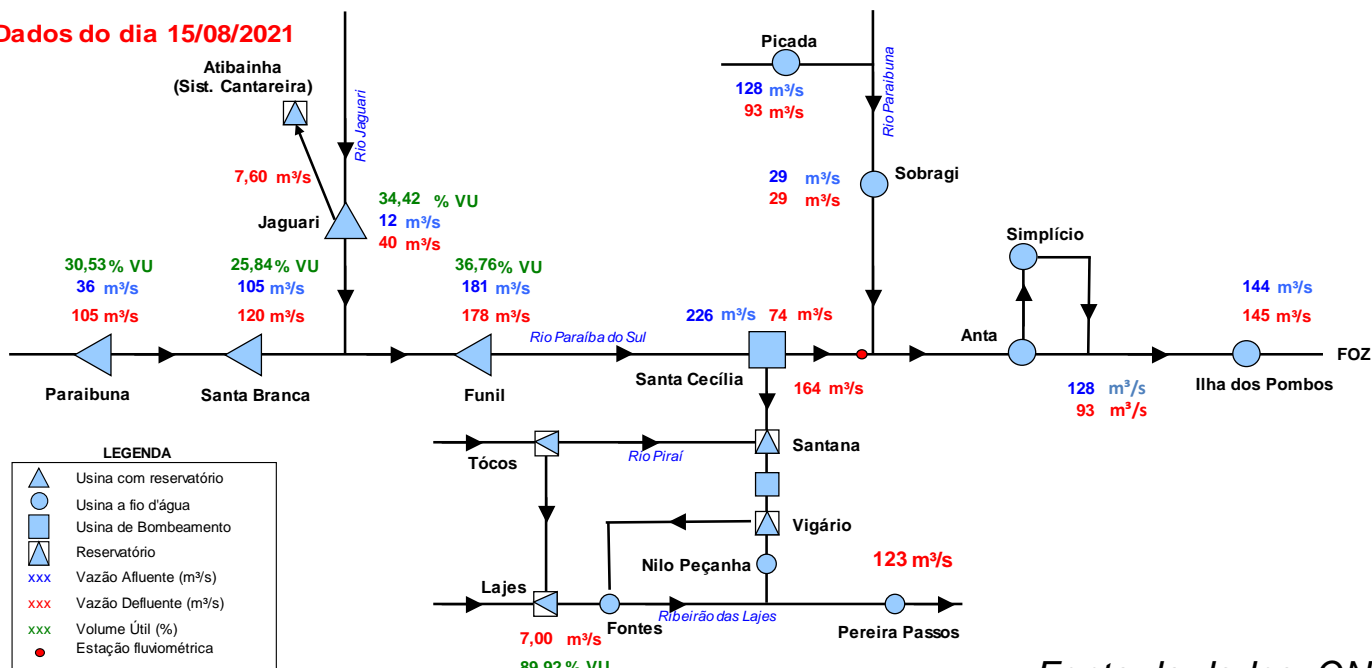 Dados do dia 15/08/2021
Atibainha
(Sist. Cantareira)
Rio Jaguari
7,60 m³/s
Jaguari
34,42 % VU
12 m³/s
40 m³/s
Picada
128 m³/s
93 m³/s
Rio Paraibuna
29 m³/s
29 m³/s
Sobragi
30,53 % VU
36 m³/s
105 m³/s
Paraibuna
25,84 % VU
105 m³/s
120 m³/s
Santa Branca
36,76 % VU
181 m³/s
178 m³/s
Funil
Rio Paraíba do Sul
226 m³/s 74 m³/s
Santa Cecília
164 m³/s
Simplício
Anta
128 m³/s
93 m³/s
144 m³/s
145 m³/s
Ilha dos Pombos
FOZ
Tócos
Rio Piraí
Santana
Vigário
Nilo Peçanha
123 m³/s
Lajes
7,00 m³/s
89,92 % VU
Fontes
Ribeirão das Lajes
Pereira Passos
LEGENDA
Usina com reservatório
Usina a fio d'água
Usina de Bombeamento
Reservatório
xxx Vazão Afluente (m³/s)
xxx Vazão Defluente (m³/s)
xxx Volume Útil (%)
Estação fluviométrica